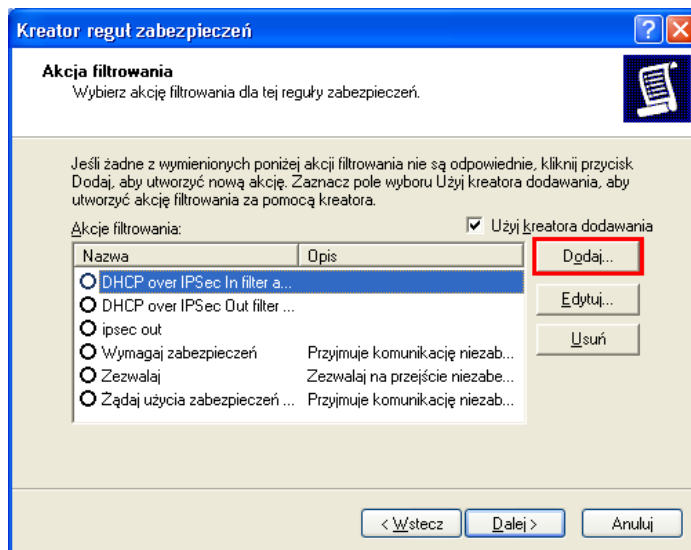 Kreator reguł zabezpieczeń
Akcja filtrowania
Wybierz akcję filtrowania dla tej reguły zabezpieczeń.
Jeśli żadne z wymienionych poniżej akcji filtrowania nie są odpowiednie, kliknij przycisk
Dodaj, aby utworzyć nową akcję. Zaznacz pole wyboru Użyj kreatora dodawania, aby
utworzyć akcję filtrowania za pomocą kreatora.
Akcje filtrowania:
Użyj kreatora dodawania
Nazwa Opis
DHCP over IPSec In filter a...
DHCP over IPSec Out filter ...
ipsec out
Wymagaj zabezpieczeń Przyjmuje komunikację niezab...
Zezwalaj Zezwalaj na przejście niezabe...
Żądaj użycia zabezpieczeń ... Przyjmuje komunikację niezab...
Dodaj...
Edytuj...
Usuń
< Wstecz
Dalej >
Anuluj